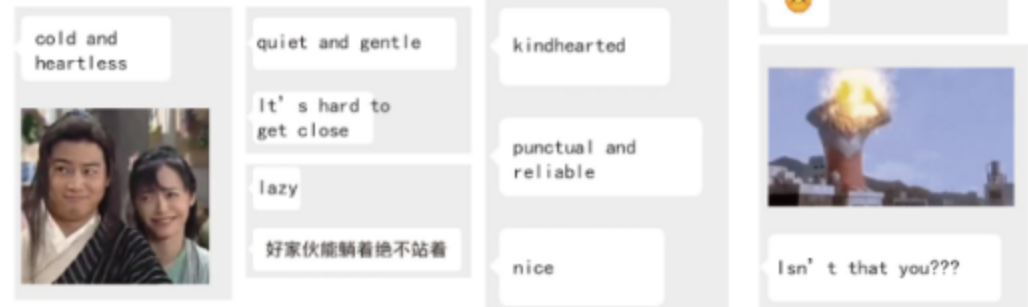 cold and
heartless
quiet and gentle
It's hard to
get close
lazy
好家伙能躺着绝不站着
kindhearted
punctual and
reliable
nice
Isn't that you???